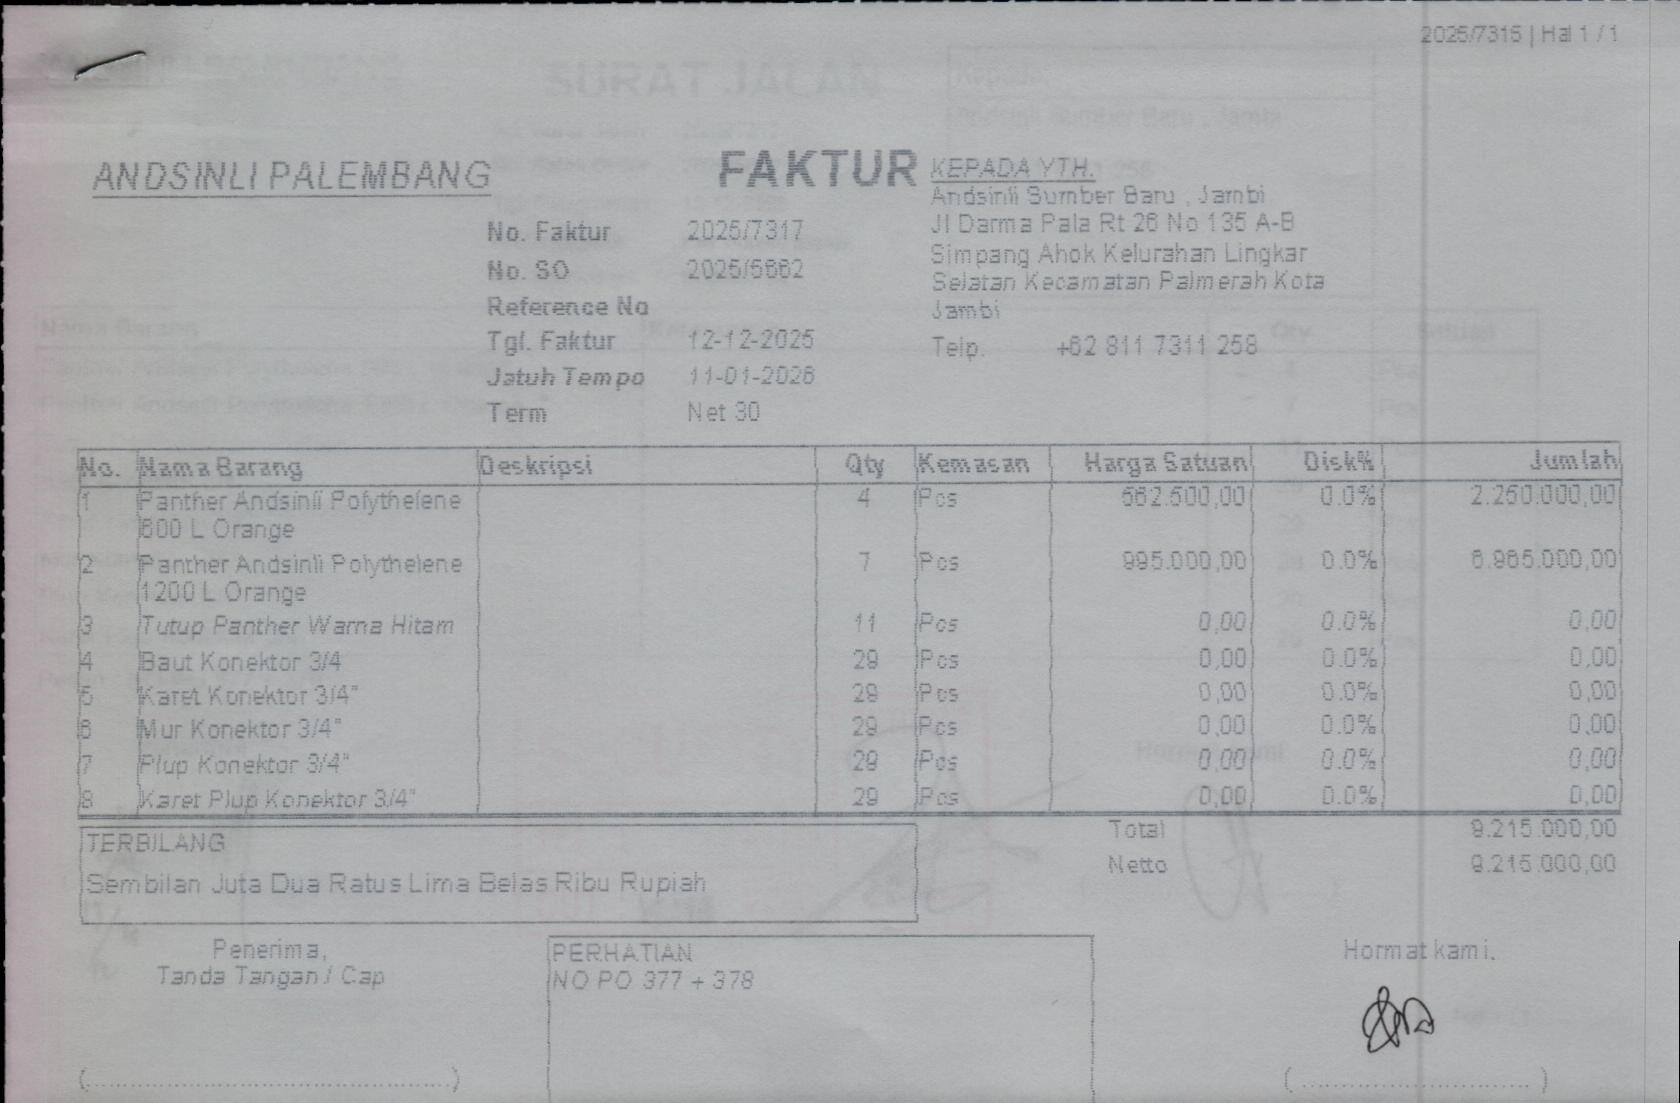 2025/7315 | Hal 1 / 1
ANDSINLI PALEMBANG
FAKTUR
KEPADA YTH.
Andsinli Sumber Baru , Jambi
Jl Darma Pala Rt 26 No 135 A-B
Simpang Ahok Kelurahan Lingkar
Selatan Kecamatan Palmerah Kota
Jambi
Telp. +62 811 7311 258
No. Faktur 2025/7317
No. SO 2025/5662
Reference No
Tgl. Faktur 12-12-2025
Jatuh Tempo 11-01-2026
Term Net 30
No. Nama Barang Deskripsi Qty Kemasan Harga Satuan Disk% Jumlah
1 Panther Andsinli Polythelene 4 Pcs 562.500,00 0.0% 2.250.000,00
600 L Orange
2 Panther Andsinli Polythelene 7 Pcs 995.000,00 0.0% 6.965.000,00
1200 L Orange
3 Tutup Panther Warna Hitam 11 Pcs 0,00 0.0% 0,00
4 Baut Konektor 3/4 29 Pcs 0,00 0.0% 0,00
5 Karet Konektor 3/4" 29 Pcs 0,00 0.0% 0,00
6 Mur Konektor 3/4" 29 Pcs 0,00 0.0% 0,00
7 Plup Konektor 3/4" 29 Pcs 0,00 0.0% 0,00
8 Karet Plup Konektor 3/4" 29 Pcs 0,00 0.0% 0,00
Total 9.215.000,00
Netto 9.215.000,00
TERBILANG
Sembilan Juta Dua Ratus Lima Belas Ribu Rupiah
Penerima,
Tanda Tangan / Cap
PERHATIAN
NO PO 377 + 378
Hormat kami.
SURAT JALAN